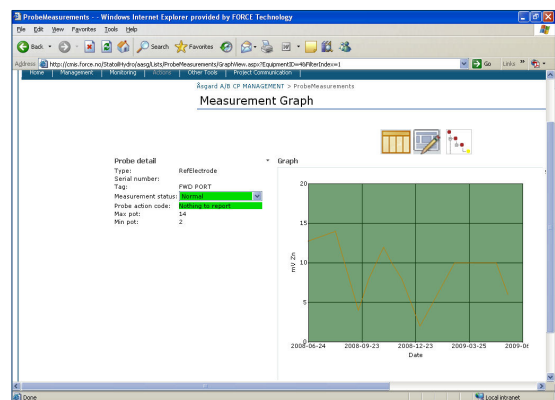 ProbeMeasurements - - Windows Internet Explorer provided by FORCE Technology
File Edit View Favorites Tools Help
Back Search Favorites
Address http://cmis.force.no/StatoilHydro/aasg/Lists/ProbeMeasurements/GraphView.aspx?EquipmentID=4&FilterIndex=1 Go Links
Home Management Monitoring Actions Other Tools Project Communication
Åsgard A/B CP MANAGEMENT > ProbeMeasurements
Measurement Graph
Probe detail
Type: RefElectrode
Serial number:
Tag: FWD PORT
Measurement status: Normal
Probe action code: Nothing to report
Max pot: 14
Min pot: 2
Graph
20
15
10
5
0
mV Zn
2008-06-24 2008-09-23 2008-12-23 2009-03-25 2009-0
Date
Done Local intranet